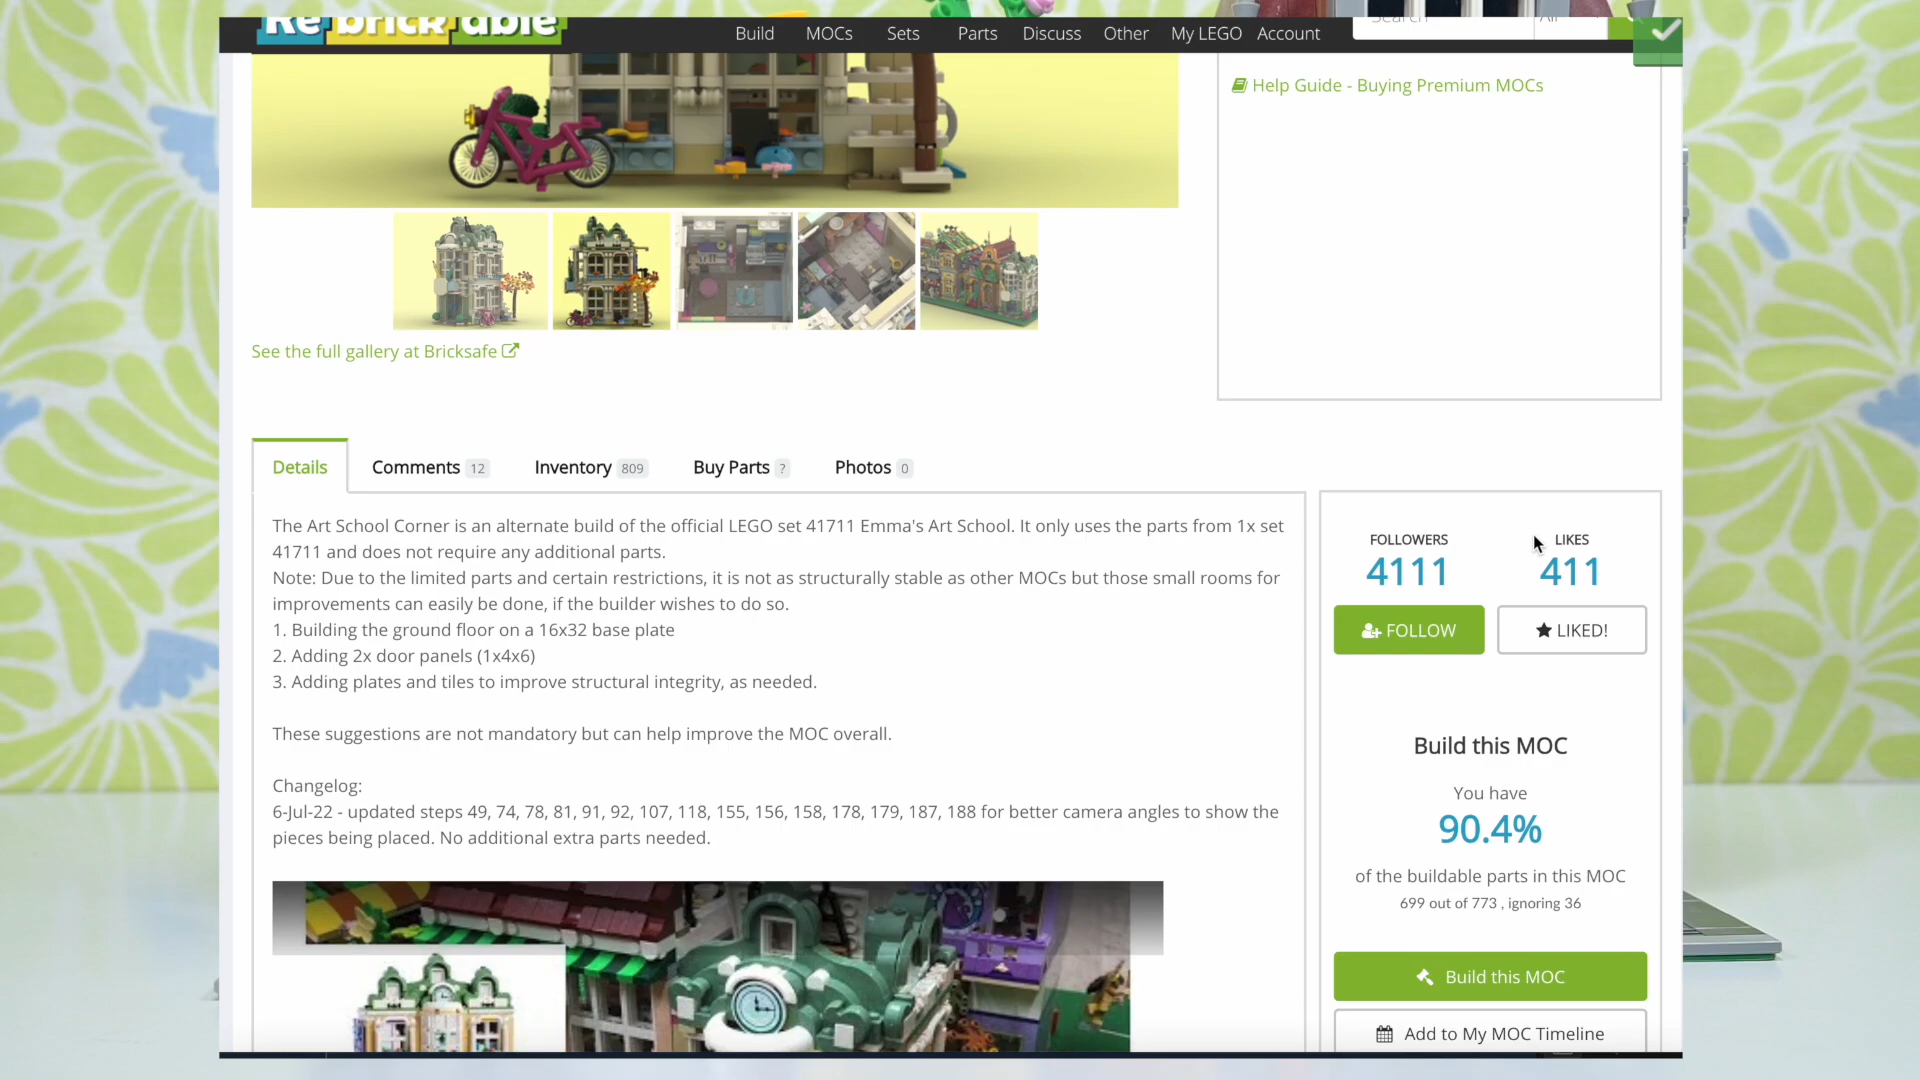 Rebrickable
Build MOCs Sets Parts Discuss Other My LEGO Account
Search All
Help Guide - Buying Premium MOCs
See the full gallery at Bricksafe
Details Comments 12 Inventory 809 Buy Parts ? Photos 0
The Art School Corner is an alternate build of the official LEGO set 41711 Emma's Art School. It only uses the parts from 1x set
41711 and does not require any additional parts.
Note: Due to the limited parts and certain restrictions, it is not as structurally stable as other MOCs but those small rooms for
improvements can easily be done, if the builder wishes to do so.
1. Building the ground floor on a 16x32 base plate
2. Adding 2x door panels (1x4x6)
3. Adding plates and tiles to improve structural integrity, as needed.
These suggestions are not mandatory but can help improve the MOC overall.
Changelog:
6-Jul-22 - updated steps 49, 74, 78, 81, 91, 92, 107, 118, 155, 156, 158, 178, 179, 187, 188 for better camera angles to show the
pieces being placed. No additional extra parts needed.
FOLLOWERS LIKES
4111 411
FOLLOW LIKED!
Build this MOC
You have
90.4%
of the buildable parts in this MOC
699 out of 773 , ignoring 36
Build this MOC
Add to My MOC Timeline